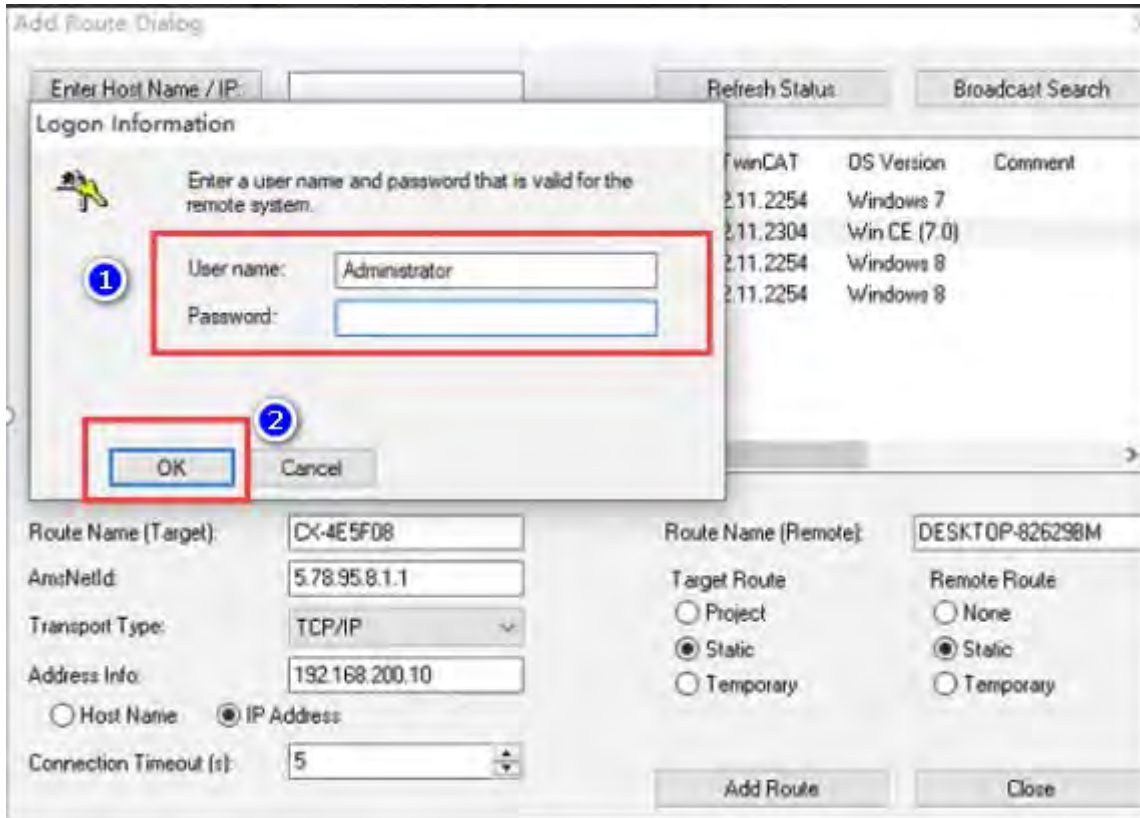 Add Route Dialog
Enter Host Name / IP:
Refresh Status
Broadcast Search
Logon Information
Enter a user name and password that is valid for the
remote system.
1
User name:
Administrator
Password:
2
OK
Cancel
TwinCAT OS Version Comment
2.11.2254 Windows 7
2.11.2304 Win CE (7.0)
2.11.2254 Windows 8
2.11.2254 Windows 8
Route Name (Target): CX-4E5F08
AmsNetId: 5.78.95.8.1.1
Transport Type: TCP/IP
Address Info: 192.168.200.10
Host Name IP Address
Connection Timeout (s): 5
Route Name (Remote): DESKTOP-826298M
Target Route Remote Route
Project None
Static Static
Temporary Temporary
Add Route Close